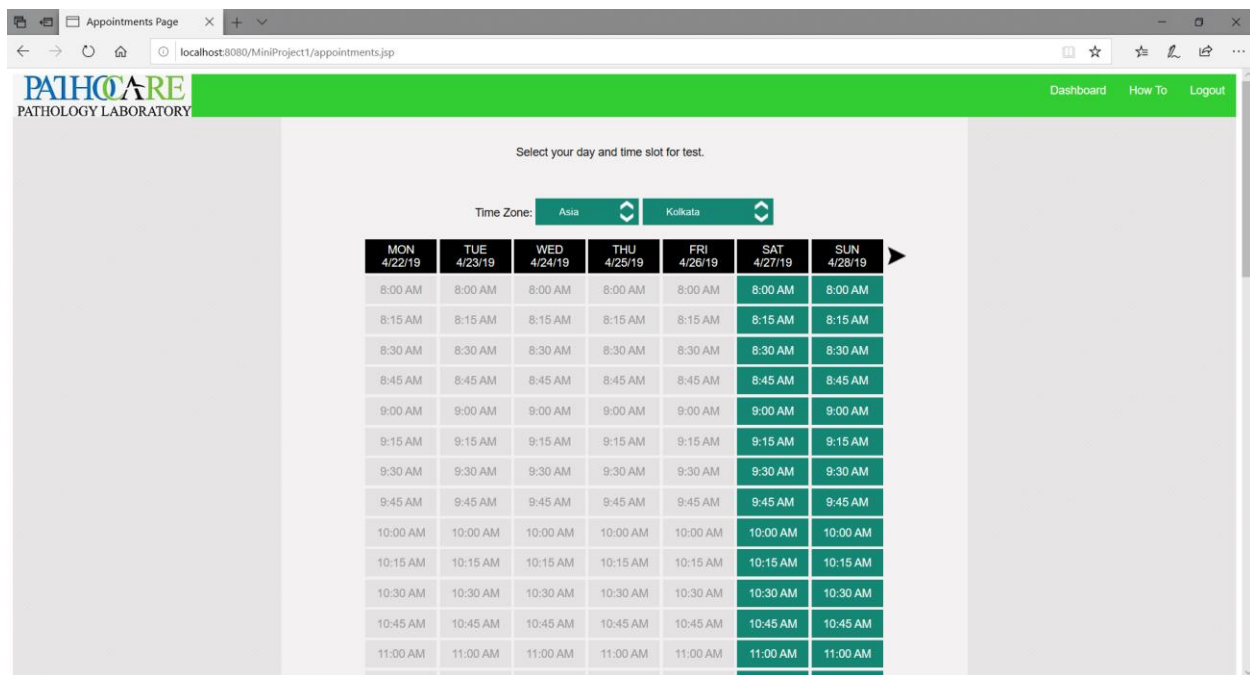 Appointments Page
localhost:8080/MiniProject1/appointments.jsp
PATHOCARE
PATHOLOGY LABORATORY
Dashboard How To Logout
Select your day and time slot for test.
Time Zone: Asia Kolkata
MON TUE WED THU FRI SAT SUN
4/22/19 4/23/19 4/24/19 4/25/19 4/26/19 4/27/19 4/28/19
8:00 AM 8:00 AM 8:00 AM 8:00 AM 8:00 AM 8:00 AM 8:00 AM
8:15 AM 8:15 AM 8:15 AM 8:15 AM 8:15 AM 8:15 AM 8:15 AM
8:30 AM 8:30 AM 8:30 AM 8:30 AM 8:30 AM 8:30 AM 8:30 AM
8:45 AM 8:45 AM 8:45 AM 8:45 AM 8:45 AM 8:45 AM 8:45 AM
9:00 AM 9:00 AM 9:00 AM 9:00 AM 9:00 AM 9:00 AM 9:00 AM
9:15 AM 9:15 AM 9:15 AM 9:15 AM 9:15 AM 9:15 AM 9:15 AM
9:30 AM 9:30 AM 9:30 AM 9:30 AM 9:30 AM 9:30 AM 9:30 AM
9:45 AM 9:45 AM 9:45 AM 9:45 AM 9:45 AM 9:45 AM 9:45 AM
10:00 AM 10:00 AM 10:00 AM 10:00 AM 10:00 AM 10:00 AM 10:00 AM
10:15 AM 10:15 AM 10:15 AM 10:15 AM 10:15 AM 10:15 AM 10:15 AM
10:30 AM 10:30 AM 10:30 AM 10:30 AM 10:30 AM 10:30 AM 10:30 AM
10:45 AM 10:45 AM 10:45 AM 10:45 AM 10:45 AM 10:45 AM 10:45 AM
11:00 AM 11:00 AM 11:00 AM 11:00 AM 11:00 AM 11:00 AM 11:00 AM